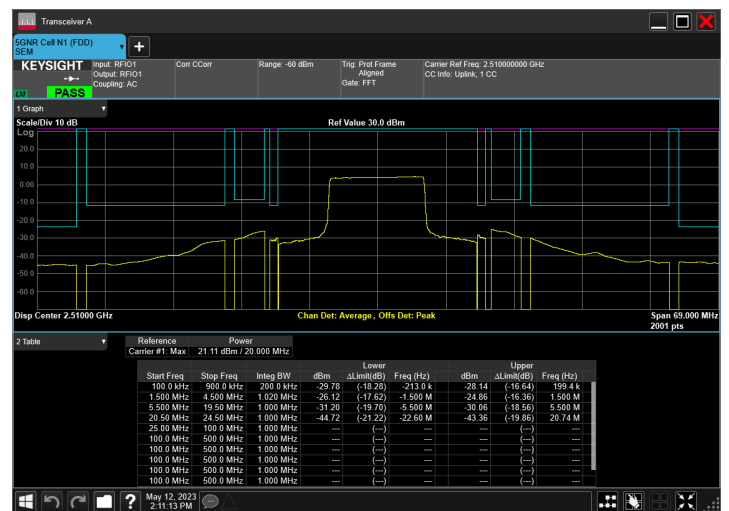 Transceiver A
5GNR Cell N1 (FDD)
SEM
KEYSIGHT
LXI PASS
Input: RFIO1
Output: RFIO1
Coupling: AC
Corr CCorr
Range: -60 dBm
Trig: Prot Frame
Aligned
Gate: FFT
Carrier Ref Freq: 2.510000000 GHz
CC Info: Uplink, 1 CC
1 Graph
Scale/Div 10 dB Ref Value 30.0 dBm
Log
20.0
10.0
0.00
-10.0
-20.0
-30.0
-40.0
-50.0
-60.0
Disp Center 2.51000 GHz Chan Det: Average , Offs Det: Peak Span 69.000 MHz
2001 pts
2 Table
Reference Power
Carrier #1: Max 21.11 dBm / 20.000 MHz
Lower Upper
Start Freq Stop Freq Integ BW dBm ΔLimit(dB) Freq (Hz) dBm ΔLimit(dB) Freq (Hz)
100.0 kHz 900.0 kHz 200.0 kHz -29.78 (-18.28) -213.0 k -28.14 (-16.64) 199.4 k
1.500 MHz 4.500 MHz 1.020 MHz -26.12 (-17.62) -1.500 M -24.86 (-16.36) 1.500 M
5.500 MHz 19.50 MHz 1.000 MHz -31.20 (-19.70) -5.500 M -30.06 (-18.56) 5.500 M
20.50 MHz 24.50 MHz 1.000 MHz -44.72 (-21.22) -22.60 M -43.36 (-19.86) 20.74 M
25.00 MHz 100.0 MHz 1.000 MHz --- (---) --- --- (---) ---
100.0 MHz 500.0 MHz 1.000 MHz --- (---) --- --- (---) ---
100.0 MHz 500.0 MHz 1.000 MHz --- (---) --- --- (---) ---
100.0 MHz 500.0 MHz 1.000 MHz --- (---) --- --- (---) ---
100.0 MHz 500.0 MHz 1.000 MHz --- (---) --- --- (---) ---
100.0 MHz 500.0 MHz 1.000 MHz --- (---) --- --- (---) ---
May 12, 2023
2:11:13 PM